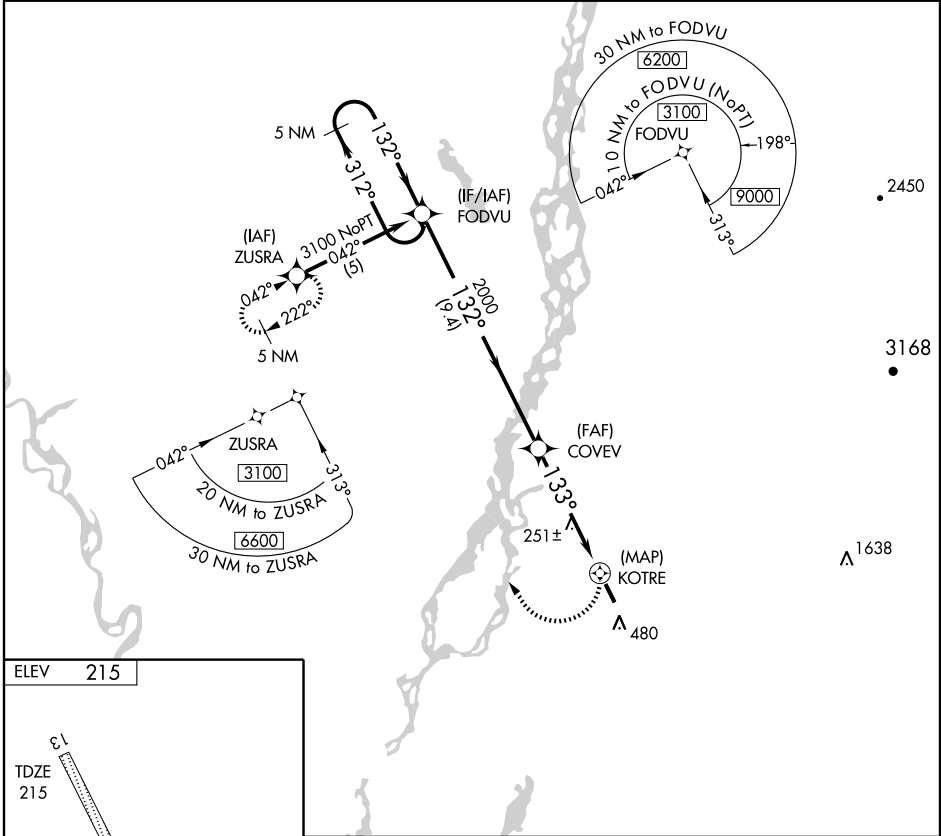 30 NM to FODVU
6200
10 NM to FODVU (NoPT)
3100
FODVU
198°
042°
9000
313°
2450
5 NM
132°
312°
(IF/IAF)
FODVU
(IAF)
ZUSRA
3100 NoPT
042°
(5)
042°
222°
5 NM
2000
132°
(9.4)
3168
042°
ZUSRA
3100
313°
20 NM to ZUSRA
6600
30 NM to ZUSRA
(FAF)
COVEV
133°
251±
(MAP)
KOTRE
1638
480
ELEV 215
13
TDZE
215